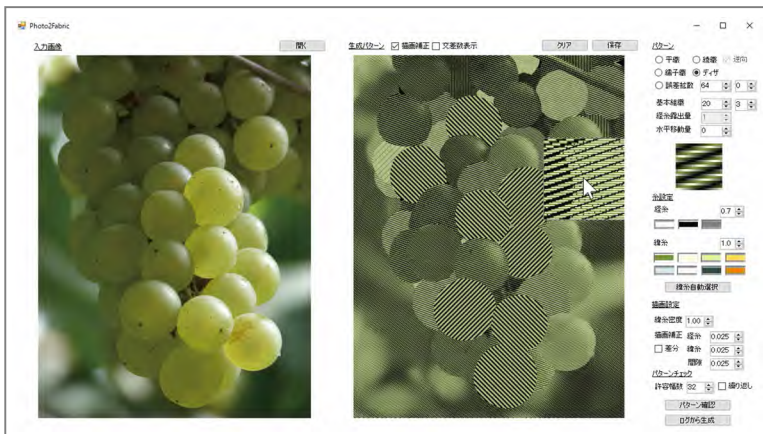 Photo2Fabric
入力画像 開く
生成パターン 描画補正 交差数表示 クリア 保存
パターン
平織 綾織 逆向
繻子織 ディザ
誤差拡散 64 0
基本組織 20 3
経糸露出量 1
水平移動量 0
糸設定
経糸 0.7
緯糸 1.0
緯糸自動選択
描画設定
緯糸密度 1.00
描画補正 経糸 0.025
差分 緯糸 0.025
間隙 0.025
パターンチェック
許容幅数 32 繰り返し
パターン確認
ログから生成